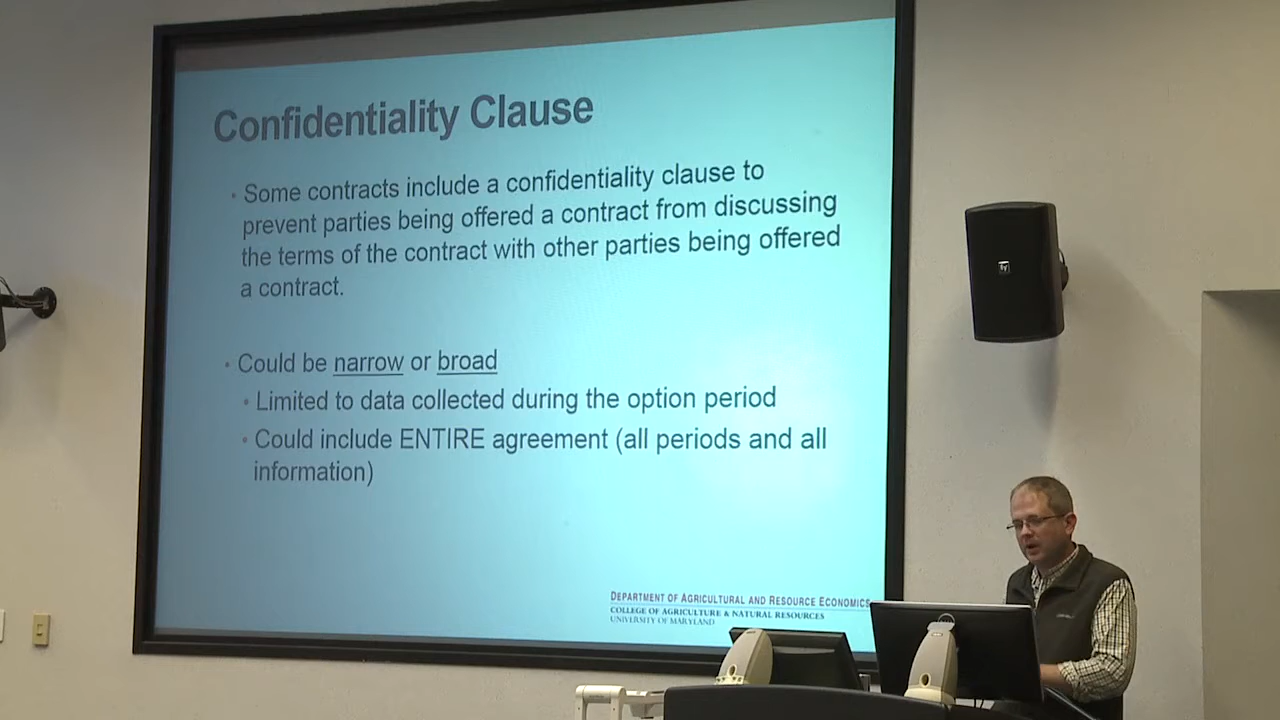 Confidentiality Clause
• Some contracts include a confidentiality clause to
prevent parties being offered a contract from discussing
the terms of the contract with other parties being offered
a contract.
• Could be narrow or broad
• Limited to data collected during the option period
• Could include ENTIRE agreement (all periods and all
information)
DEPARTMENT OF AGRICULTURAL AND RESOURCE ECONOMICS
COLLEGE OF AGRICULTURE & NATURAL RESOURCES
UNIVERSITY OF MARYLAND